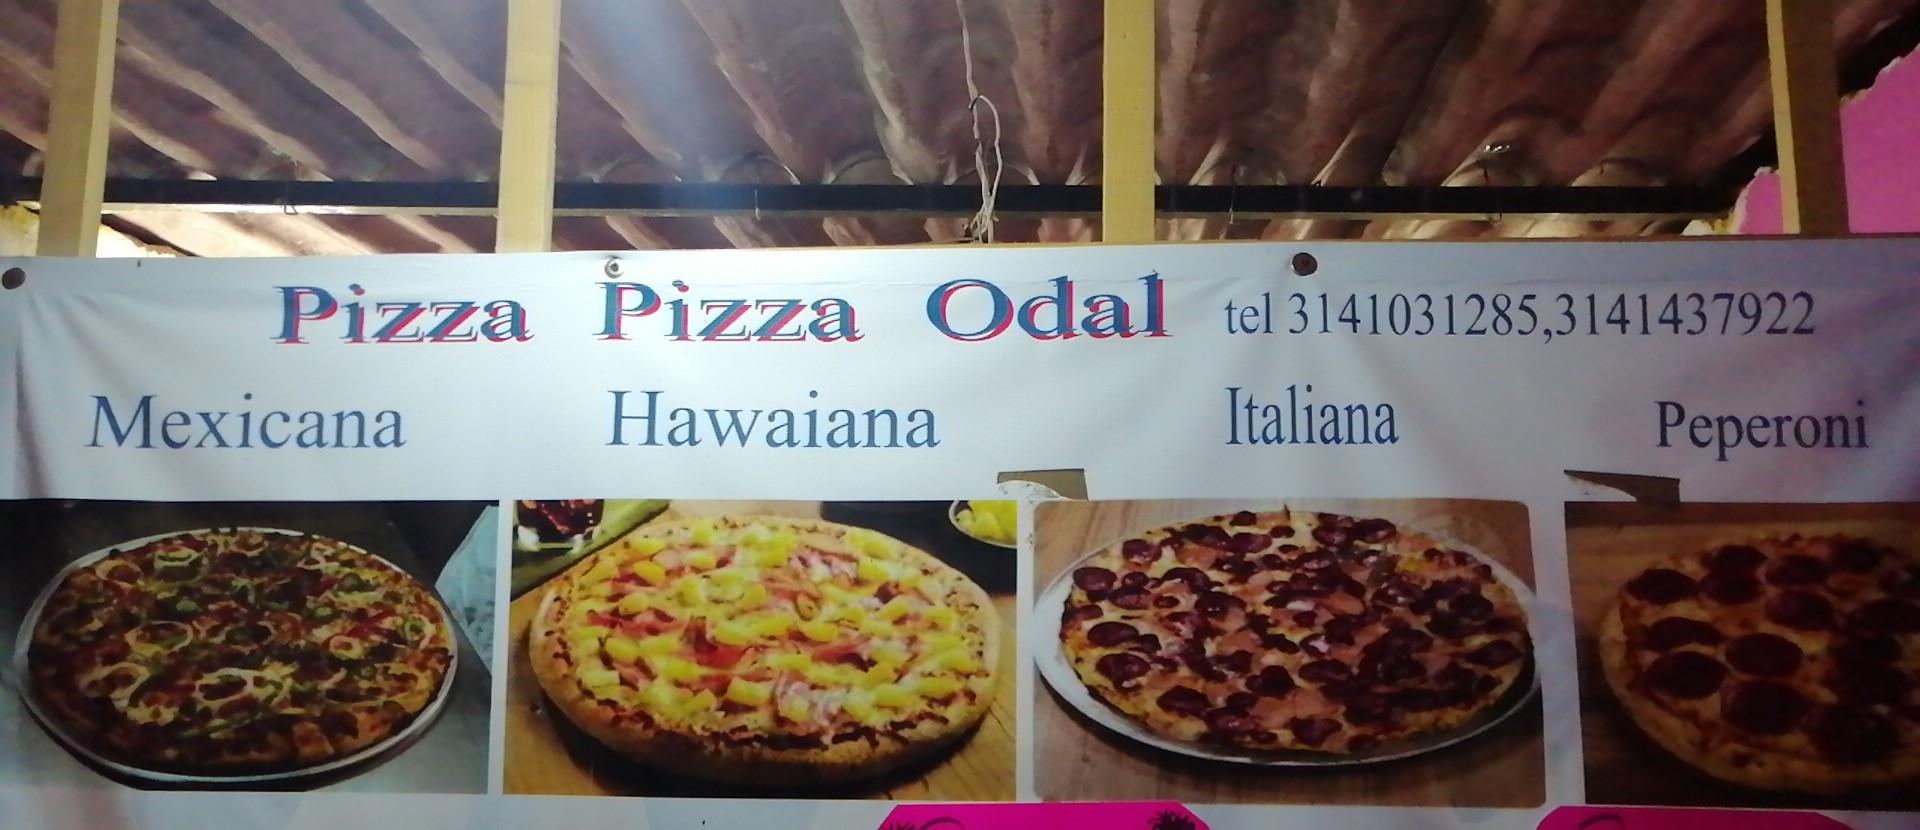 Pizza Pizza Odal tel 3141031285,3141437922
Mexicana Hawaiana Italiana Peperoni